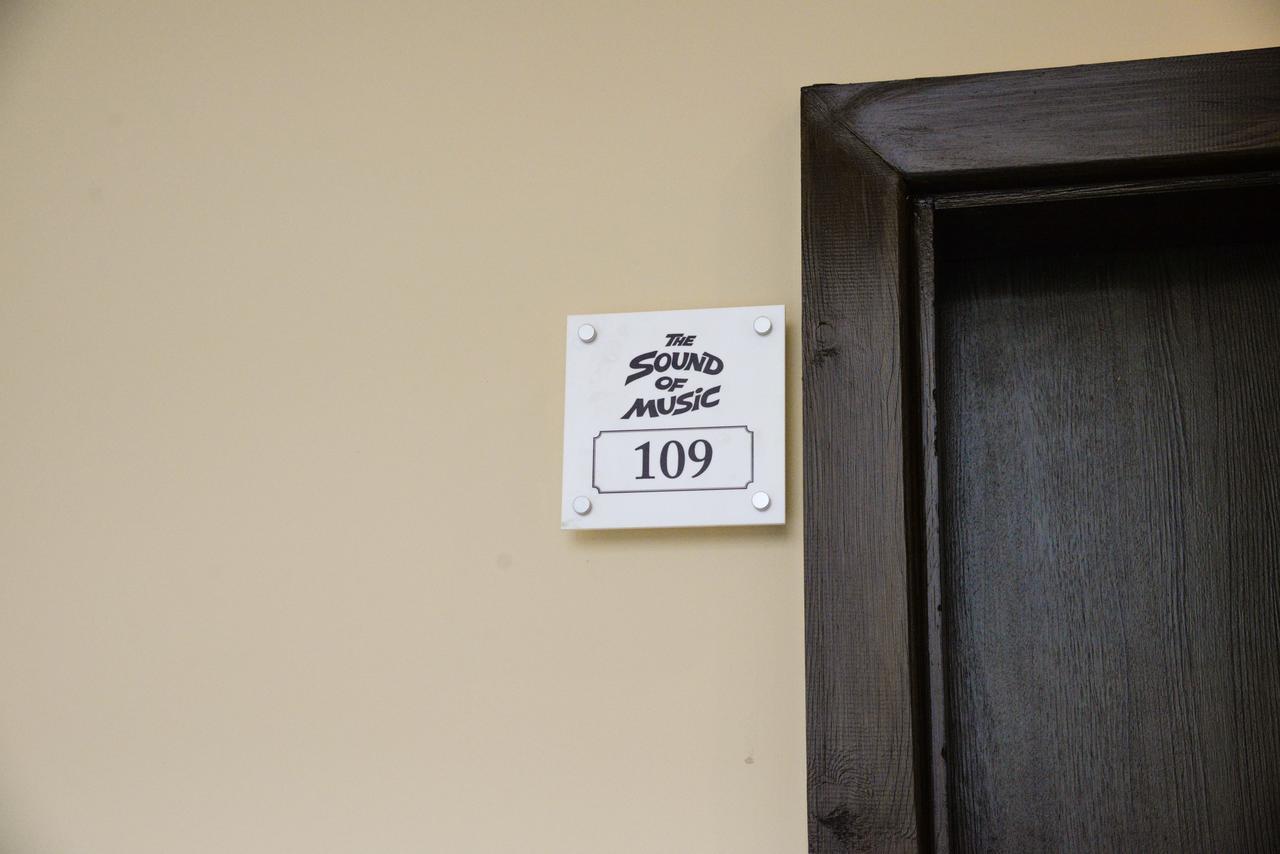 THE
SOUND
OF
MUSiC
109